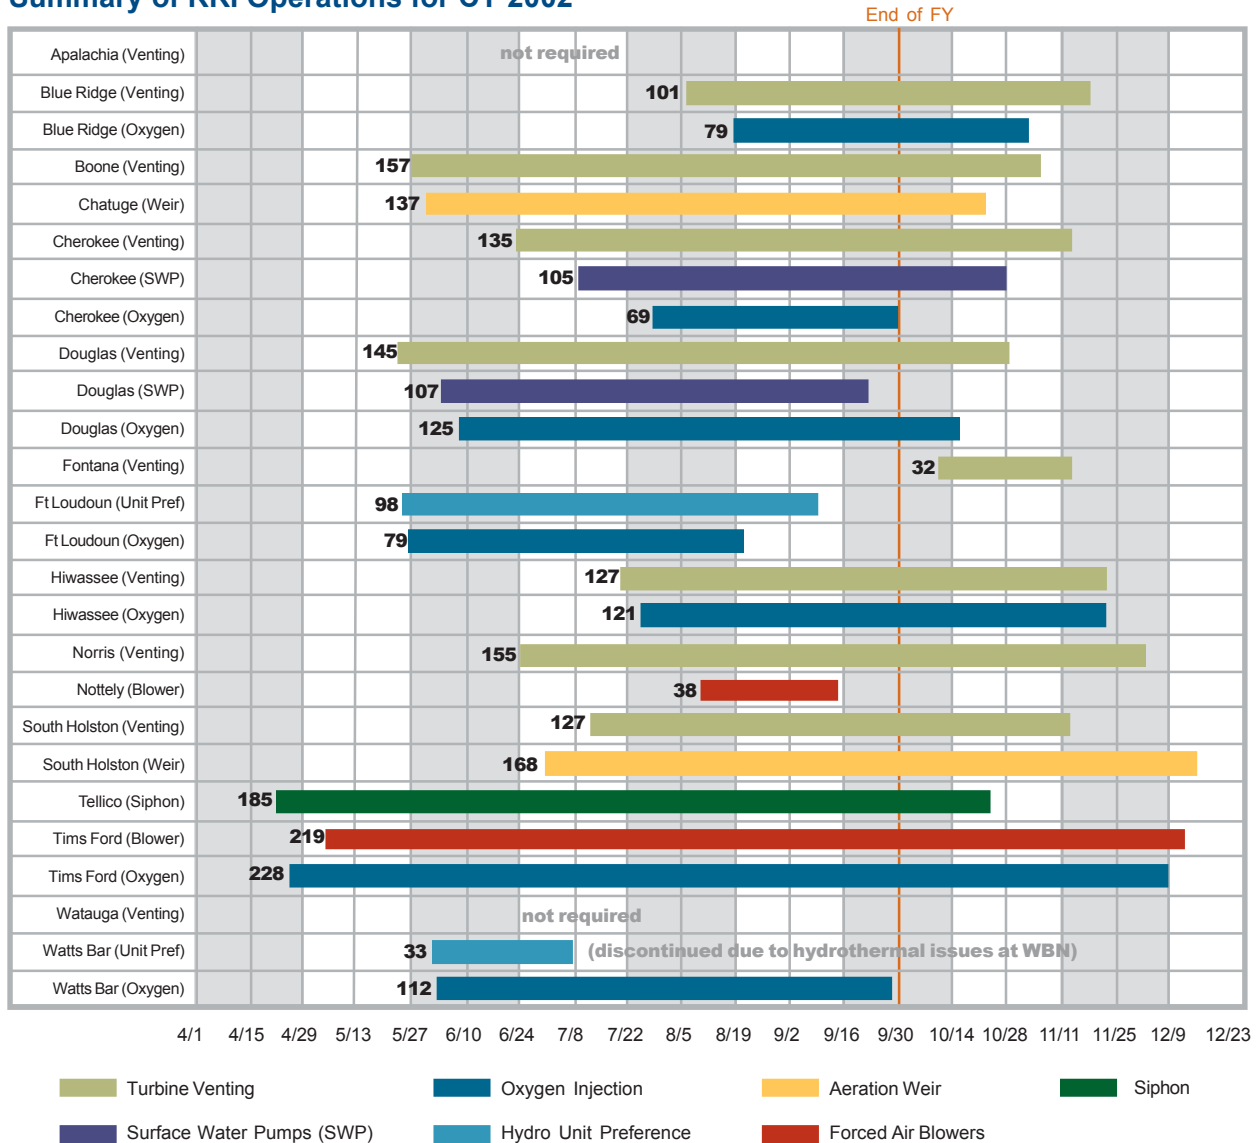 Summary of RRI Operations for CY 2002
End of FY
Apalachia (Venting) not required
Blue Ridge (Venting) 101
Blue Ridge (Oxygen) 79
Boone (Venting) 157
Chatuge (Weir) 137
Cherokee (Venting) 135
Cherokee (SWP) 105
Cherokee (Oxygen) 69
Douglas (Venting) 145
Douglas (SWP) 107
Douglas (Oxygen) 125
Fontana (Venting) 32
Ft Loudoun (Unit Pref) 98
Ft Loudoun (Oxygen) 79
Hiwassee (Venting) 127
Hiwassee (Oxygen) 121
Norris (Venting) 155
Nottely (Blower) 38
South Holston (Venting) 127
South Holston (Weir) 168
Tellico (Siphon) 185
Tims Ford (Blower) 219
Tims Ford (Oxygen) 228
Watauga (Venting) not required
Watts Bar (Unit Pref) 33 (discontinued due to hydrothermal issues at WBN)
Watts Bar (Oxygen) 112
4/1 4/15 4/29 5/13 5/27 6/10 6/24 7/8 7/22 8/5 8/19 9/2 9/16 9/30 10/14 10/28 11/11 11/25 12/9 12/23
Turbine Venting Oxygen Injection Aeration Weir Siphon
Surface Water Pumps (SWP) Hydro Unit Preference Forced Air Blowers